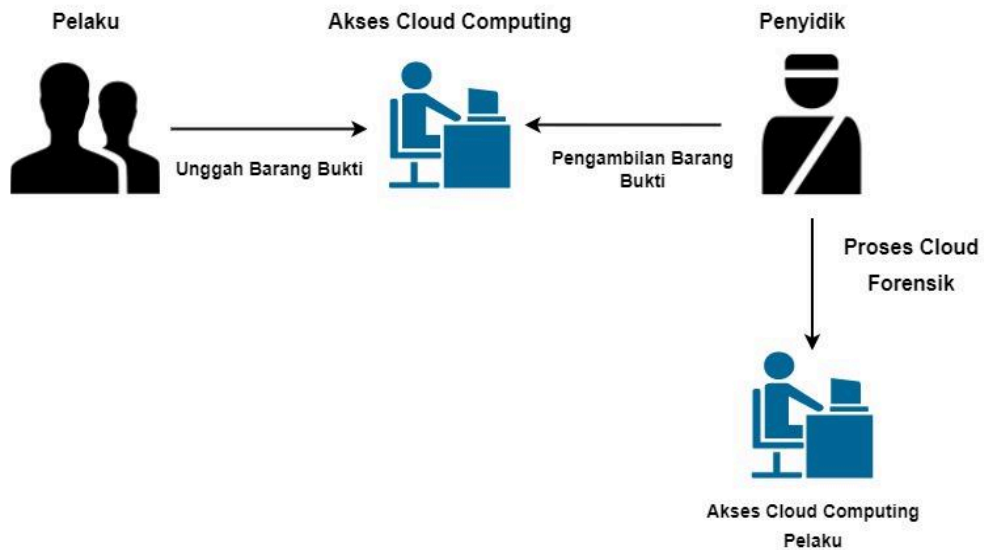 Pelaku
Akses Cloud Computing
Penyidik
Unggah Barang Bukti
Pengambilan Barang
Bukti
Proses Cloud
Forensik
Akses Cloud Computing
Pelaku